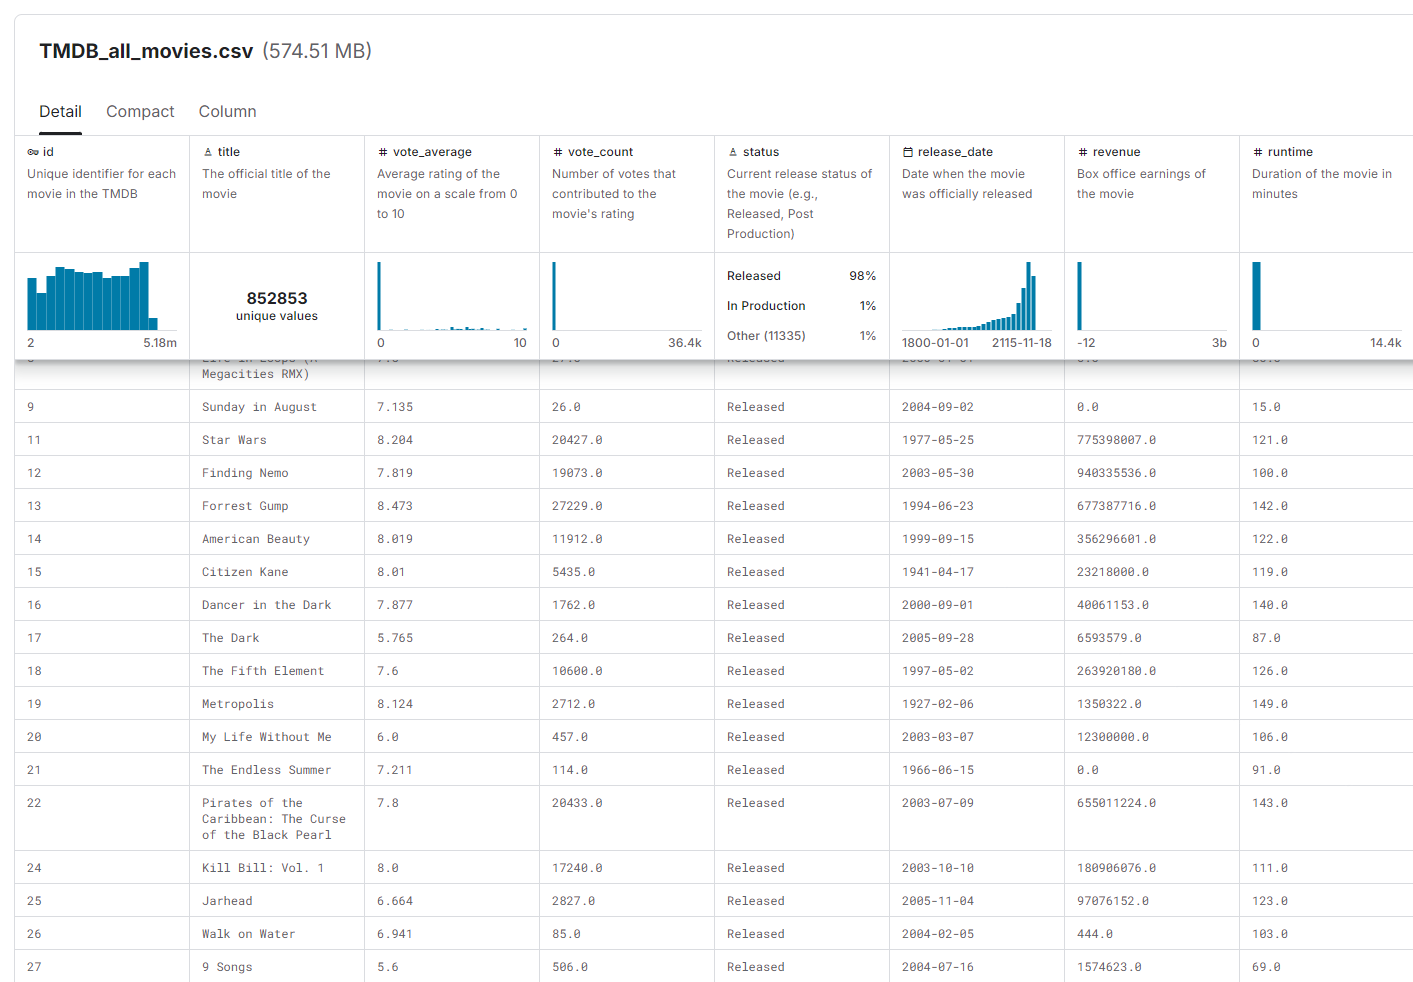 TMDB_all_movies.csv (574.51 MB)
Detail Compact Column
id title vote_average vote_count status release_date revenue runtime
Unique identifier for each movie in the TMDB
The official title of the movie
Average rating of the movie on a scale from 0 to 10
Number of votes that contributed to the movie's rating
Current release status of the movie (e.g., Released, Post Production)
Date when the movie was officially released
Box office earnings of the movie
Duration of the movie in minutes
2 5.18m
852853
unique values
0 10
0 36.4k
Released 98%
In Production 1%
Other (11335) 1%
1800-01-01 2115-11-18
-12 3b
0 14.4k
Megacities RMX)
9 Sunday in August 7.135 26.0 Released 2004-09-02 0.0 15.0
11 Star Wars 8.204 20427.0 Released 1977-05-25 775398007.0 121.0
12 Finding Nemo 7.819 19073.0 Released 2003-05-30 940335536.0 100.0
13 Forrest Gump 8.473 27229.0 Released 1994-06-23 677387716.0 142.0
14 American Beauty 8.019 11912.0 Released 1999-09-15 356296601.0 122.0
15 Citizen Kane 8.01 5435.0 Released 1941-04-17 23218000.0 119.0
16 Dancer in the Dark 7.877 1762.0 Released 2000-09-01 40061153.0 140.0
17 The Dark 5.765 264.0 Released 2005-09-28 6593579.0 87.0
18 The Fifth Element 7.6 10600.0 Released 1997-05-02 263920180.0 126.0
19 Metropolis 8.124 2712.0 Released 1927-02-06 1350322.0 149.0
20 My Life Without Me 6.0 457.0 Released 2003-03-07 12300000.0 106.0
21 The Endless Summer 7.211 114.0 Released 1966-06-15 0.0 91.0
22 Pirates of the Caribbean: The Curse of the Black Pearl 7.8 20433.0 Released 2003-07-09 655011224.0 143.0
24 Kill Bill: Vol. 1 8.0 17240.0 Released 2003-10-10 180906076.0 111.0
25 Jarhead 6.664 2827.0 Released 2005-11-04 97076152.0 123.0
26 Walk on Water 6.941 85.0 Released 2004-02-05 444.0 103.0
27 9 Songs 5.6 506.0 Released 2004-07-16 1574623.0 69.0